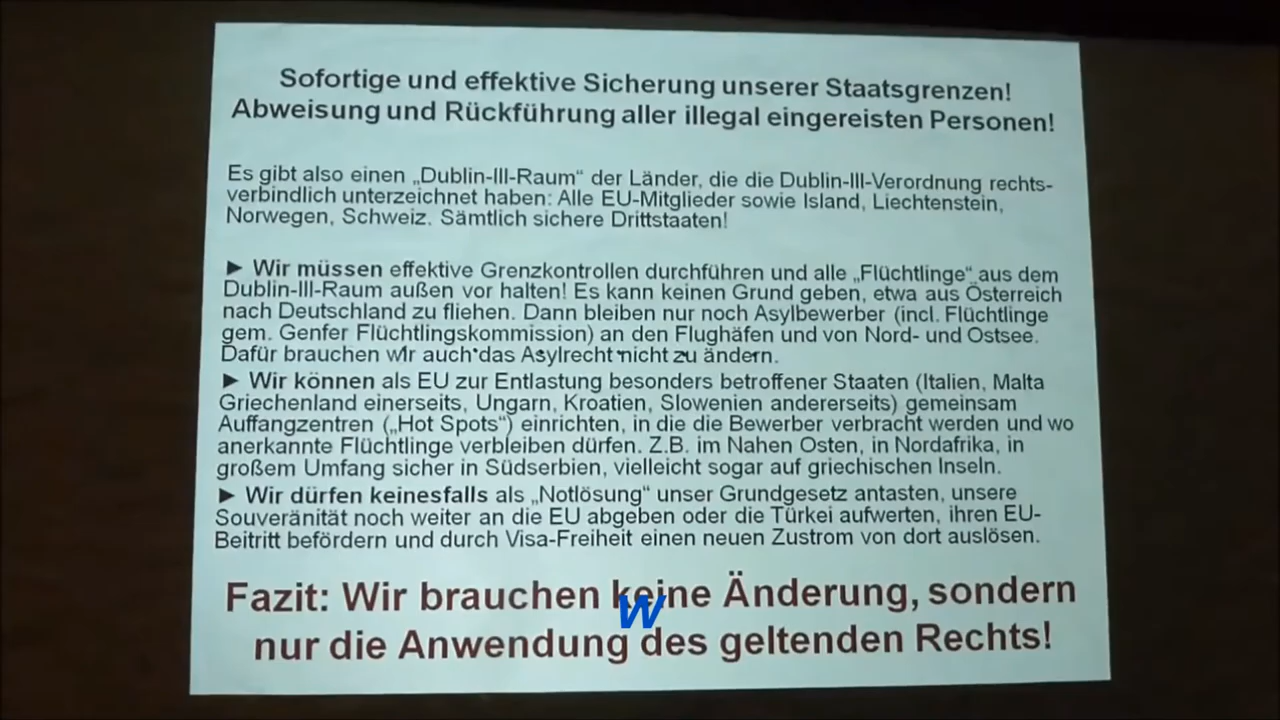 Sofortige und effektive Sicherung unserer Staatsgrenzen!
Abweisung und Rückführung aller illegal eingereisten Personen!
Es gibt also einen „Dublin-III-Raum“ der Länder, die die Dublin-III-Verordnung rechts-
verbindlich unterzeichnet haben: Alle EU-Mitglieder sowie Island, Liechtenstein,
Norwegen, Schweiz. Sämtlich sichere Drittstaaten!
► Wir müssen effektive Grenzkontrollen durchführen und alle „Flüchtlinge“ aus dem
Dublin-III-Raum außen vor halten! Es kann keinen Grund geben, etwa aus Österreich
nach Deutschland zu fliehen. Dann bleiben nur noch Asylbewerber (incl. Flüchtlinge
gem. Genfer Flüchtlingskommission) an den Flughäfen und von Nord- und Ostsee.
Dafür brauchen wir auch das Asylrecht nicht zu ändern.
► Wir können als EU zur Entlastung besonders betroffener Staaten (Italien, Malta
Griechenland einerseits, Ungarn, Kroatien, Slowenien andererseits) gemeinsam
Auffangzentren („Hot Spots“) einrichten, in die die Bewerber verbracht werden und wo
anerkannte Flüchtlinge verbleiben dürfen. Z.B. im Nahen Osten, in Nordafrika, in
großem Umfang sicher in Südserbien, vielleicht sogar auf griechischen Inseln.
► Wir dürfen keinesfalls als „Notlösung“ unser Grundgesetz antasten, unsere
Souveränität noch weiter an die EU abgeben oder die Türkei aufwerten, ihren EU-
Beitritt befördern und durch Visa-Freiheit einen neuen Zustrom von dort auslösen.
Fazit: Wir brauchen keine Änderung, sondern
W
nur die Anwendung des geltenden Rechts!